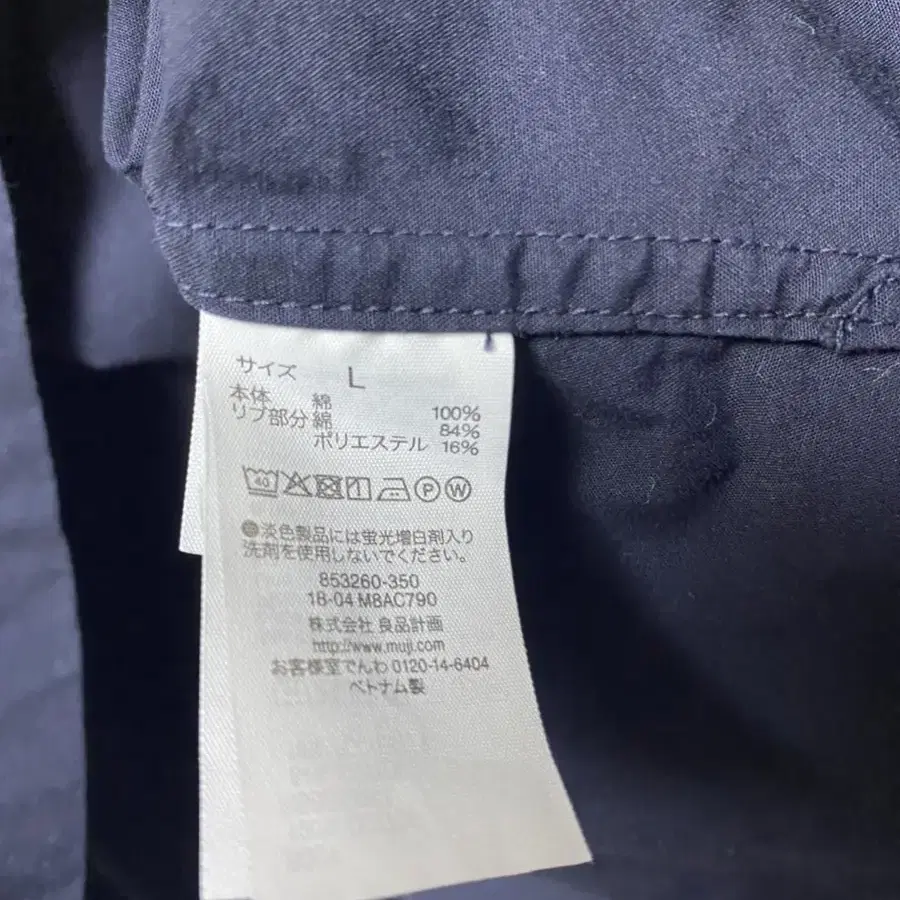 サイズ L
本体 綿 100%
リブ部分 綿 84%
ポリエステル 16%
40 P W
淡色製品には蛍光増白剤入り
洗剤を使用しないでください。
853260-350
18-04 M8AC790
株式会社 良品計画
http://www.muji.com
お客様室でんわ 0120-14-6404
ベトナム製